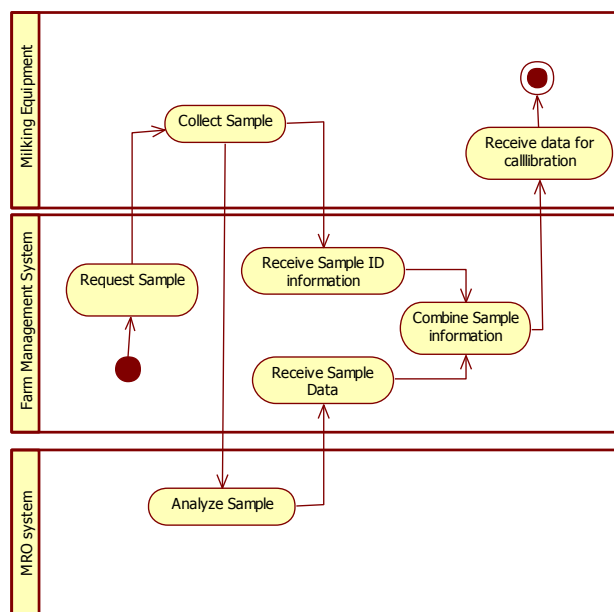 Milking Equipment
Collect Sample
Receive data for
calllibration
Farm Management System
Request Sample
Receive Sample ID
information
Combine Sample
information
Receive Sample
Data
MRO system
Analyze Sample